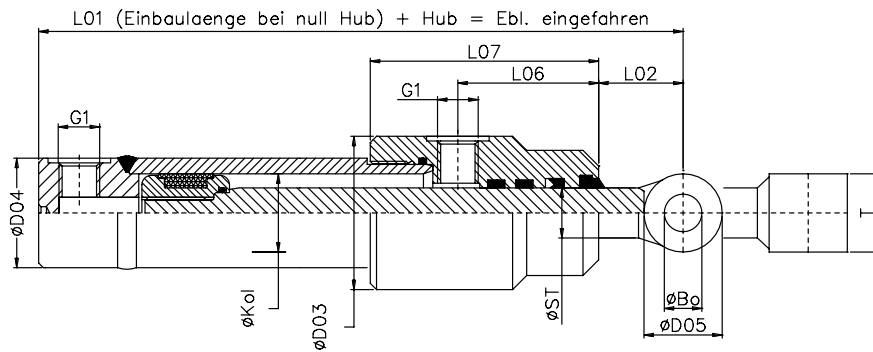 L01 (Einbaulaenge bei null Hub) + Hub = Ebl. eingefahren
L07
L06
L02
G1
G1
øD04
øKol
øD03
øST
øBo
øD05
T